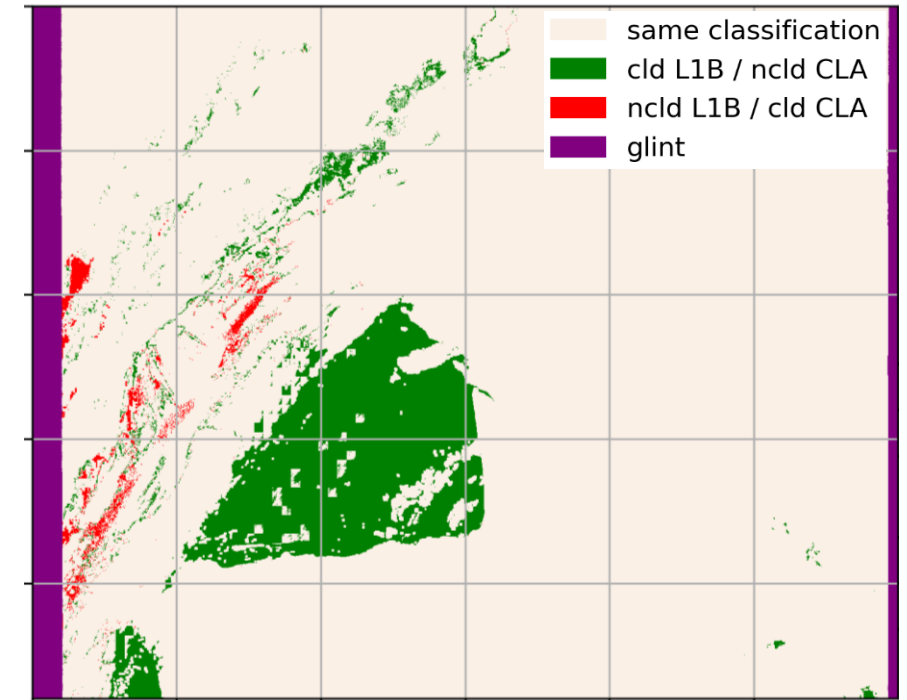 same classification
cld L1B / ncld CLA
ncld L1B / cld CLA
glint